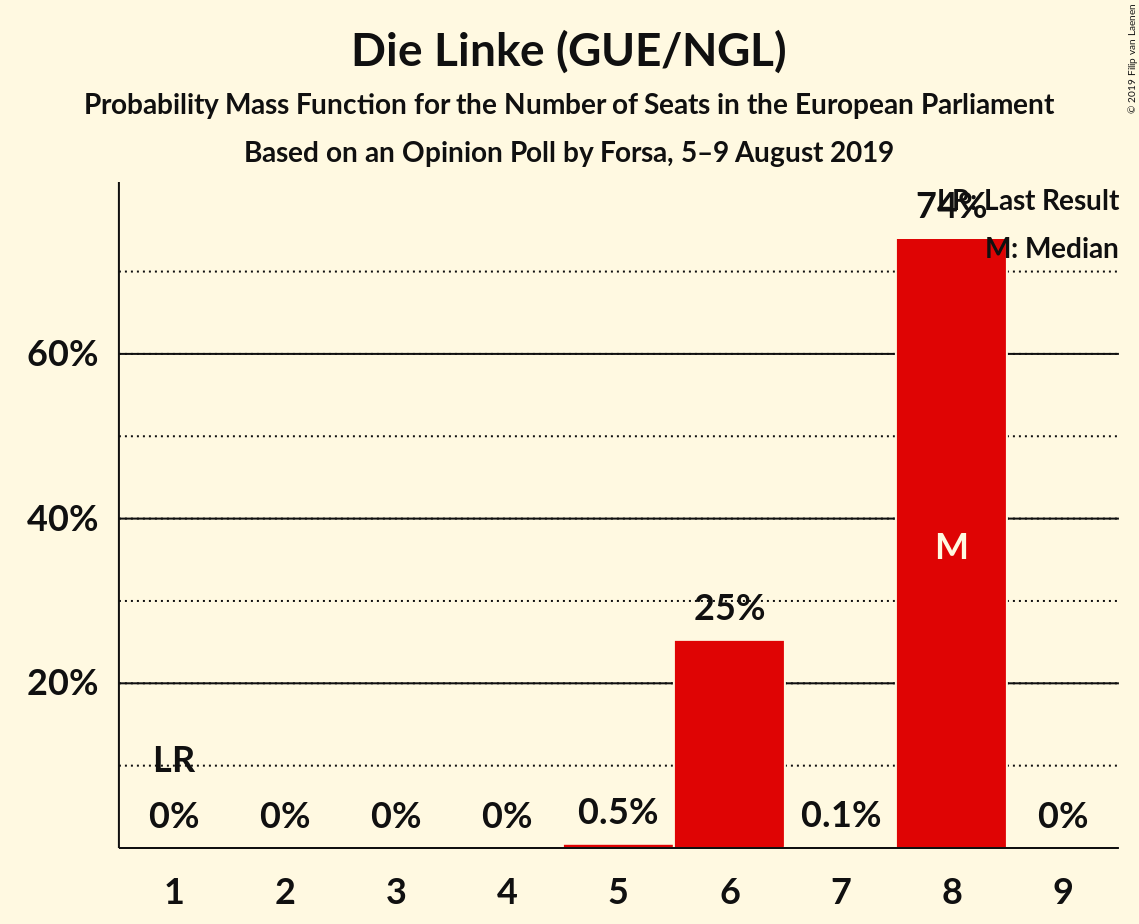 Die Linke (GUE/NGL)
Probability Mass Function for the Number of Seats in the European Parliament
Based on an Opinion Poll by Forsa, 5–9 August 2019
© 2019 Filip van Laenen
LR: Last Result
M: Median
74%
60%
40%
20%
M
25%
LR
0%
0%
0%
0%
0.5%
0.1%
0%
1 2 3 4 5 6 7 8 9